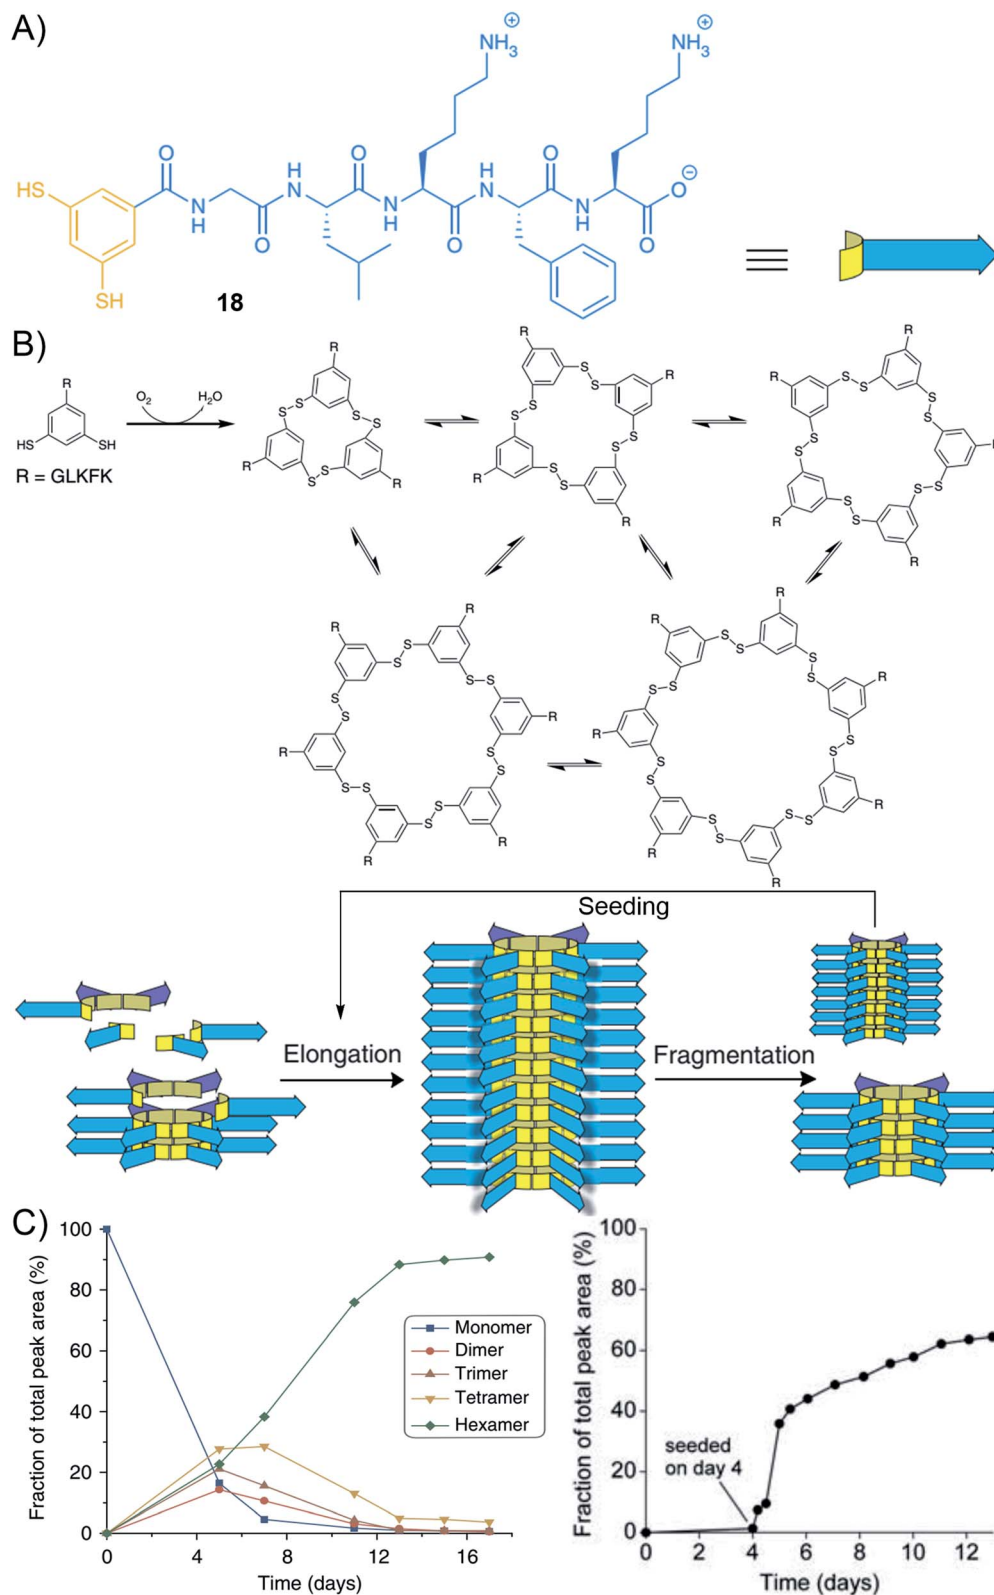 A)
NH3 ⊕
NH3 ⊕
HS
O
N
H
H
N
O
O
N
H
O
H
N
O
N
H
O
O⊖
SH
18
B)
R
HS
SH
O2
H2O
R = GLKFK
R
S S
S S
S S
R
R
R
R
S S
S S
S S
S S
R
R
R
R
S S
S S
S S
S S
S S
R
R
R
R
R
S S
S S
S S
S S
S S
S S
R
R
R
R
R
R
S S
S S
S S
S S
S S
S S
S S
R
R
R
R
R
R
Seeding
Elongation
Fragmentation
C)
Fraction of total peak area (%)
100
80
60
40
20
0
Monomer
Dimer
Trimer
Tetramer
Hexamer
0 4 8 12 16
Time (days)
Fraction of total peak area (%)
100
80
60
40
20
0
seeded
on day 4
0 2 4 6 8 10 12
Time (days)